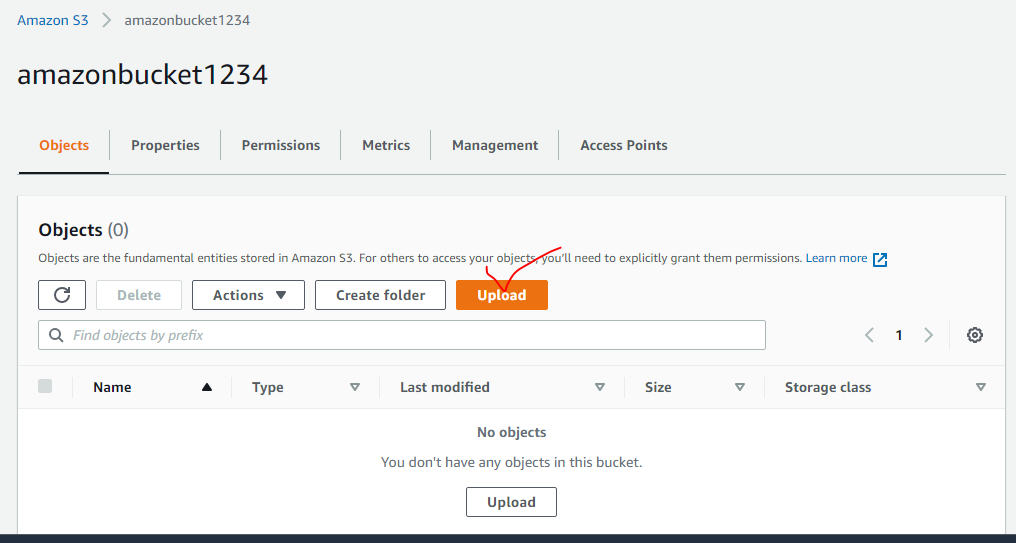 Amazon S3 > amazonbucket1234
amazonbucket1234
Objects Properties Permissions Metrics Management Access Points
Objects (0)
Objects are the fundamental entities stored in Amazon S3. For others to access your objects, you'll need to explicitly grant them permissions. Learn more
Delete Actions Create folder Upload
Find objects by prefix 1
Name Type Last modified Size Storage class
No objects
You don't have any objects in this bucket.
Upload